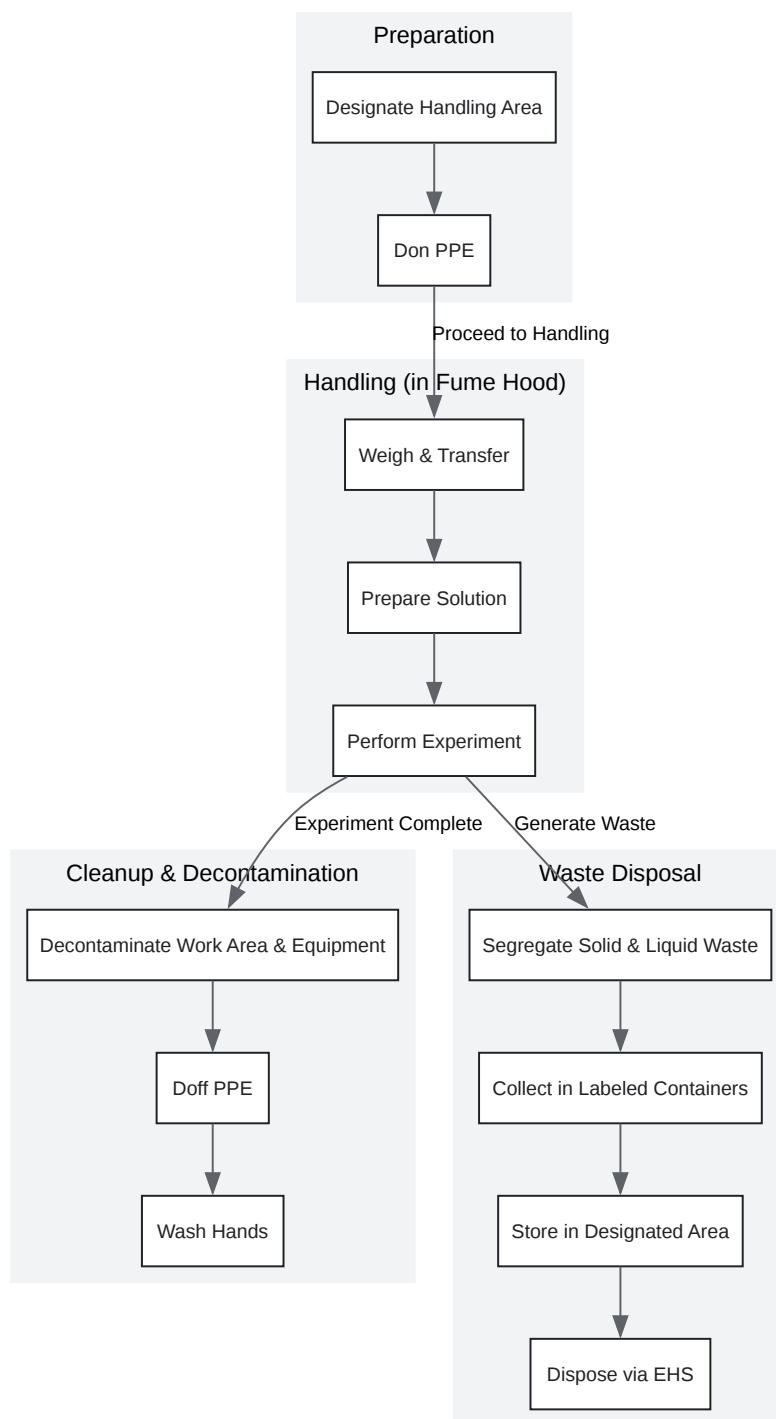 Preparation
Designate Handling Area
Don PPE
Proceed to Handling
Handling (in Fume Hood)
Weigh & Transfer
Prepare Solution
Perform Experiment
Experiment Complete
Generate Waste
Cleanup & Decontamination
Decontaminate Work Area & Equipment
Doff PPE
Wash Hands
Waste Disposal
Segregate Solid & Liquid Waste
Collect in Labeled Containers
Store in Designated Area
Dispose via EHS